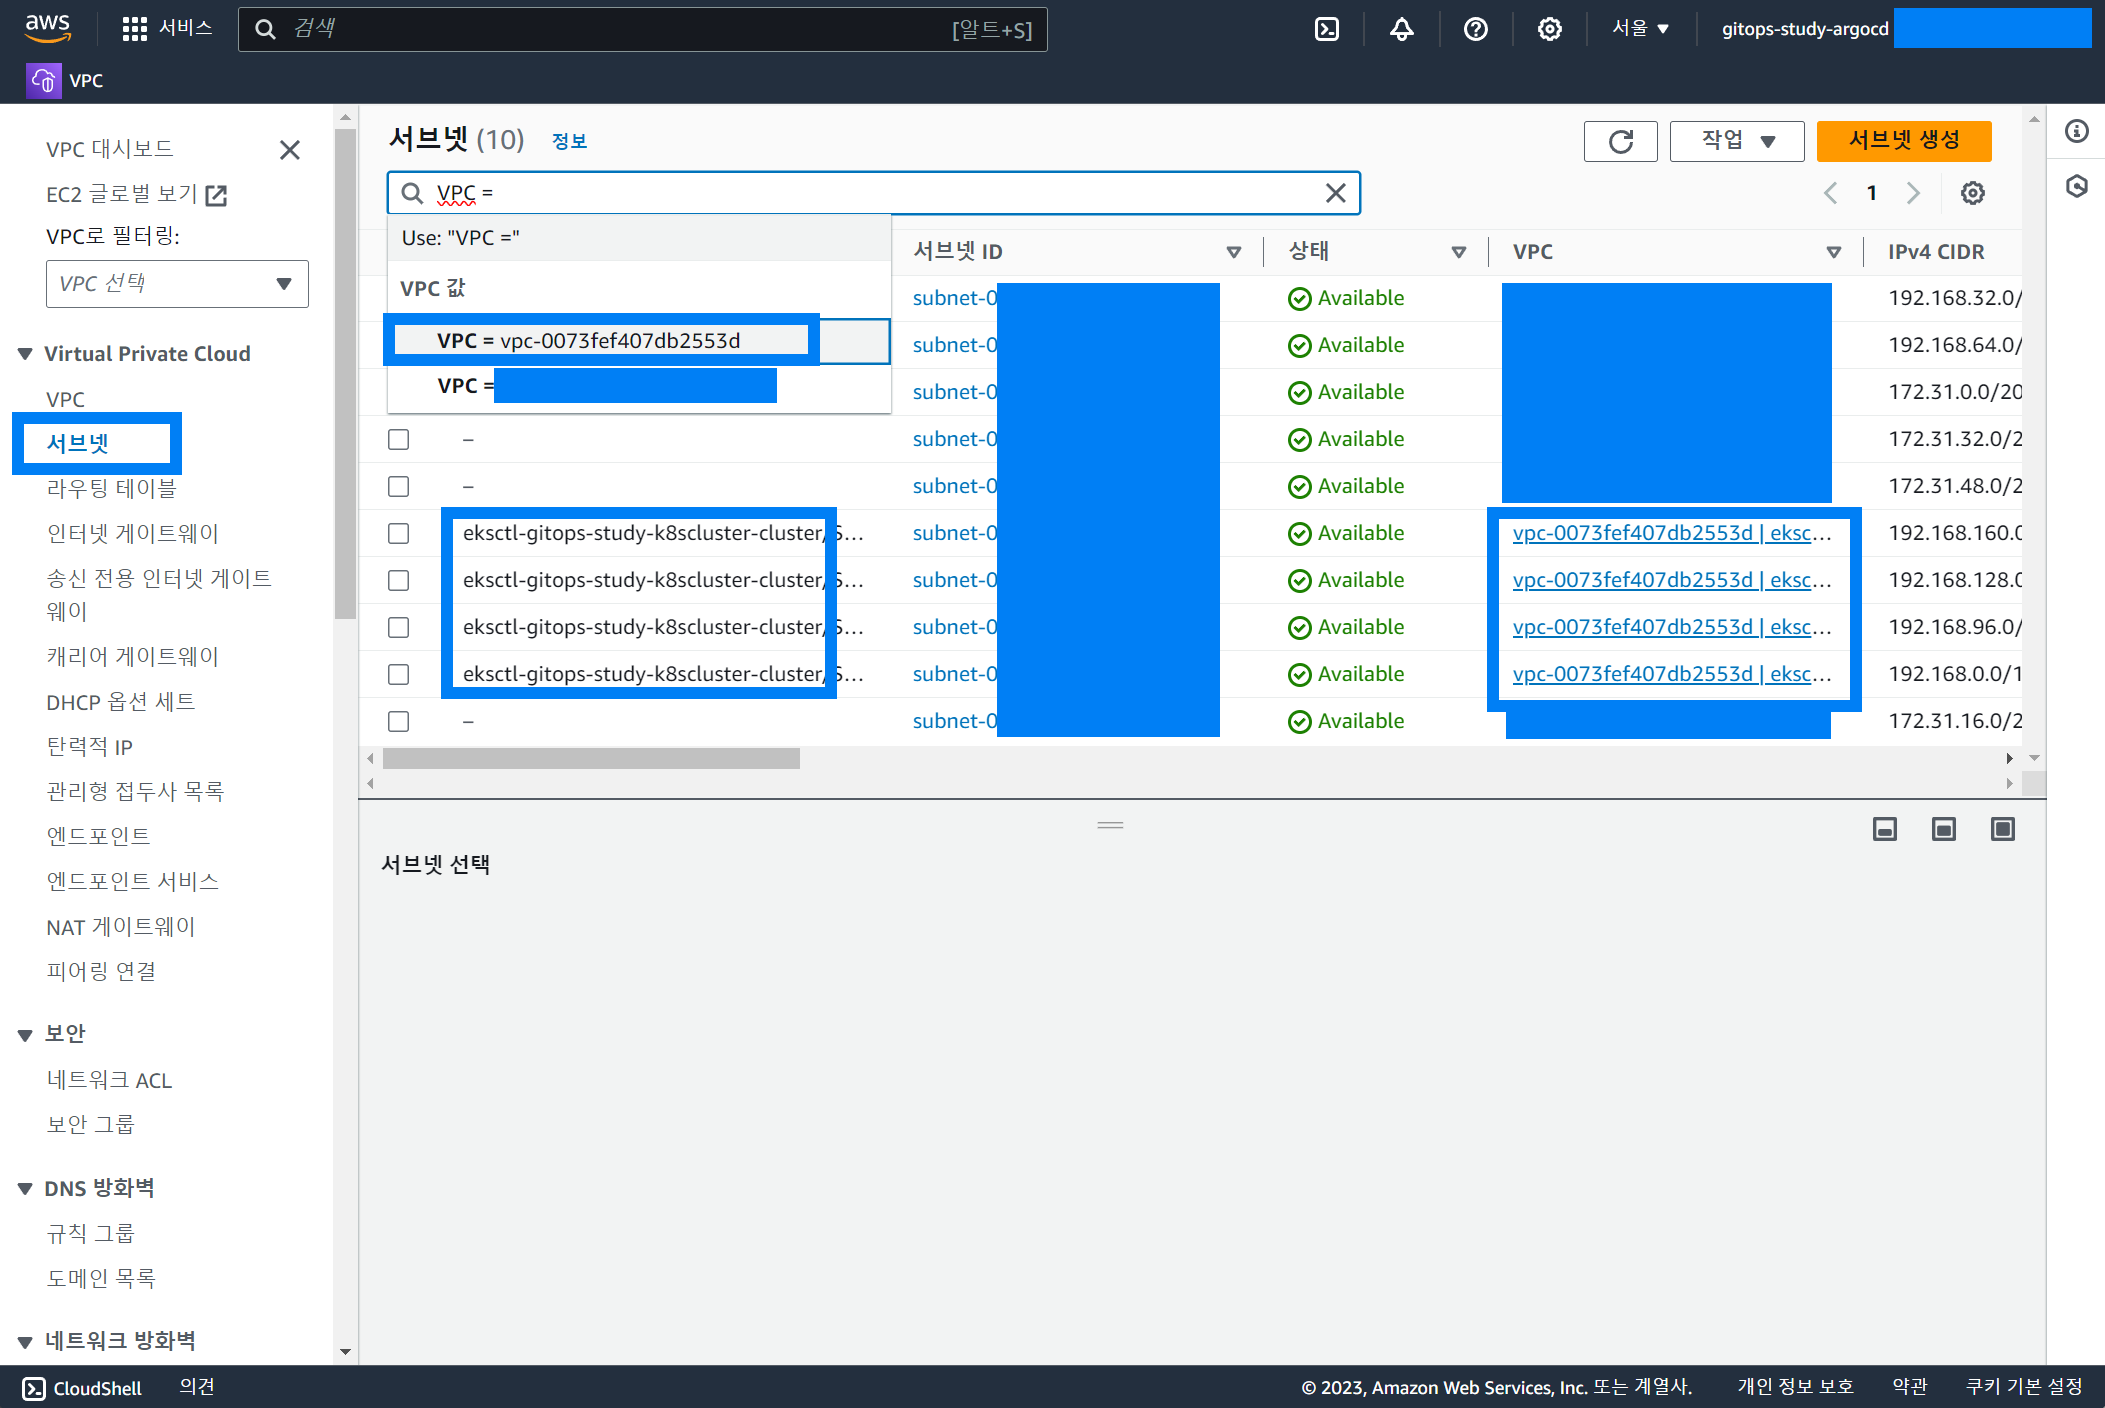 aws
서비스
검색
[알트+S]
서울
gitops-study-argocd
VPC
VPC 대시보드
EC2 글로벌 보기
VPC로 필터링:
VPC 선택
Virtual Private Cloud
VPC
서브넷
라우팅 테이블
인터넷 게이트웨이
송신 전용 인터넷 게이트
웨이
캐리어 게이트웨이
DHCP 옵션 세트
탄력적 IP
관리형 접두사 목록
엔드포인트
엔드포인트 서비스
NAT 게이트웨이
피어링 연결
보안
네트워크 ACL
보안 그룹
DNS 방화벽
규칙 그룹
도메인 목록
네트워크 방화벽
서브넷 (10) 정보
작업
서브넷 생성
VPC =
1
Use: "VPC ="
VPC 값
VPC = vpc-0073fef407db2553d
VPC =
서브넷 ID 상태 VPC IPv4 CIDR
subnet-0 Available 192.168.32.0/
subnet-0 Available 192.168.64.0/
subnet-0 Available 172.31.0.0/20
– subnet-0 Available 172.31.32.0/2
– subnet-0 Available 172.31.48.0/2
eksctl-gitops-study-k8scluster-cluster/S... subnet-0 Available vpc-0073fef407db2553d | eksc... 192.168.160.0
eksctl-gitops-study-k8scluster-cluster/S... subnet-0 Available vpc-0073fef407db2553d | eksc... 192.168.128.0
eksctl-gitops-study-k8scluster-cluster/S... subnet-0 Available vpc-0073fef407db2553d | eksc... 192.168.96.0/
eksctl-gitops-study-k8scluster-cluster/S... subnet-0 Available vpc-0073fef407db2553d | eksc... 192.168.0.0/1
– subnet-0 Available 172.31.16.0/2
서브넷 선택
CloudShell
의견
© 2023, Amazon Web Services, Inc. 또는 계열사.
개인 정보 보호
약관
쿠키 기본 설정